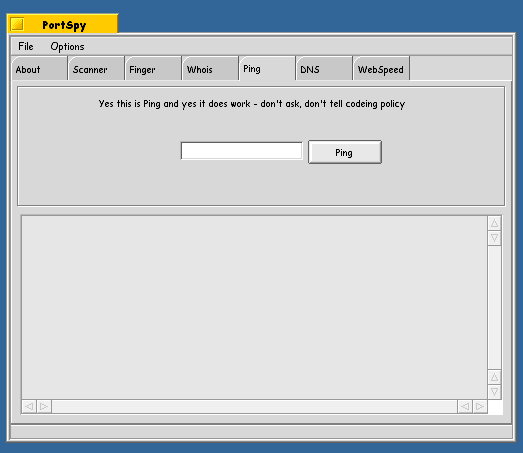 PortSpy
File Options
About Scanner Finger Whois Ping DNS WebSpeed
Yes this is Ping and yes it does work - don't ask, don't tell codeing policy
Ping